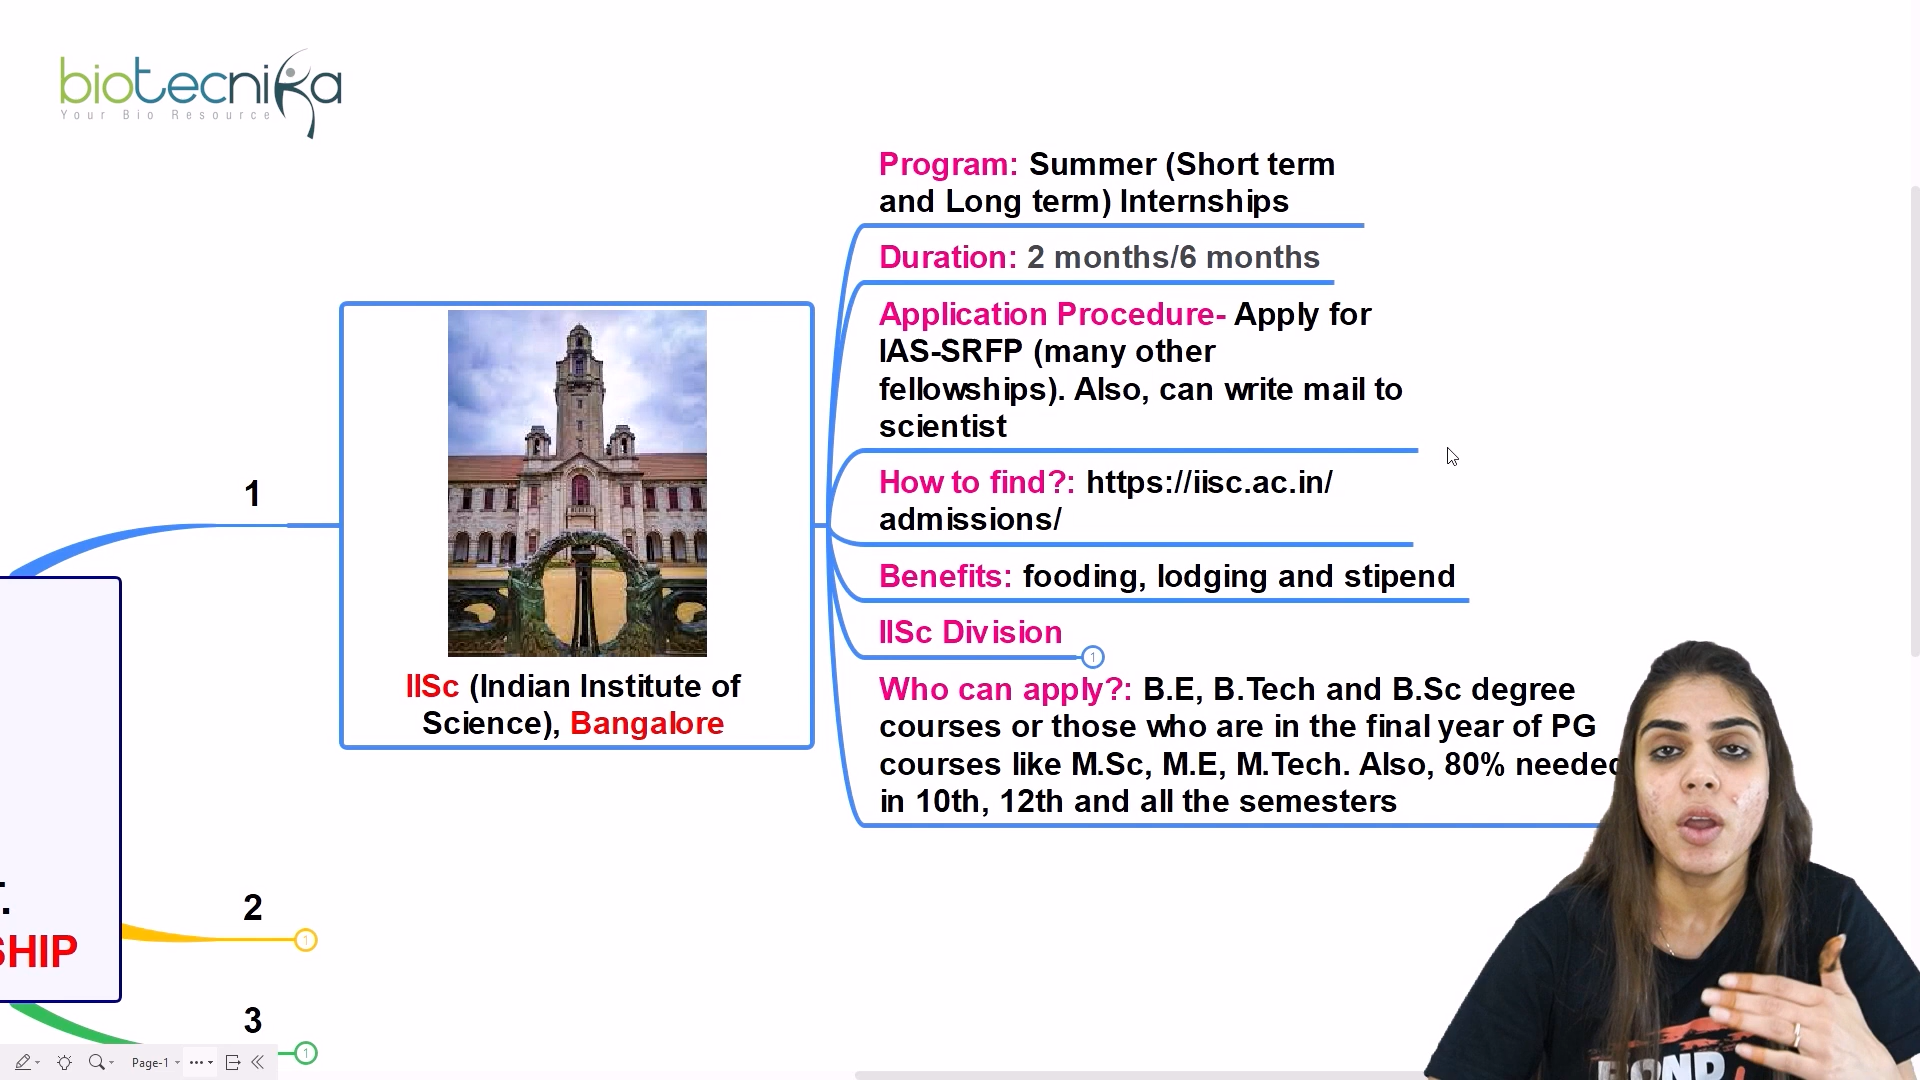 biotecnika
Your Bio Resource
Program: Summer (Short term
and Long term) Internships
Duration: 2 months/6 months
Application Procedure- Apply for
IAS-SRFP (many other
fellowships). Also, can write mail to
scientist
How to find?: https://iisc.ac.in/
admissions/
Benefits: fooding, lodging and stipend
IISc Division
1
Who can apply?: B.E, B.Tech and B.Sc degree
courses or those who are in the final year of PG
courses like M.Sc, M.E, M.Tech. Also, 80% needed
in 10th, 12th and all the semesters
1
IISc (Indian Institute of
Science), Bangalore
2
1
SHIP
3
1
Page-1